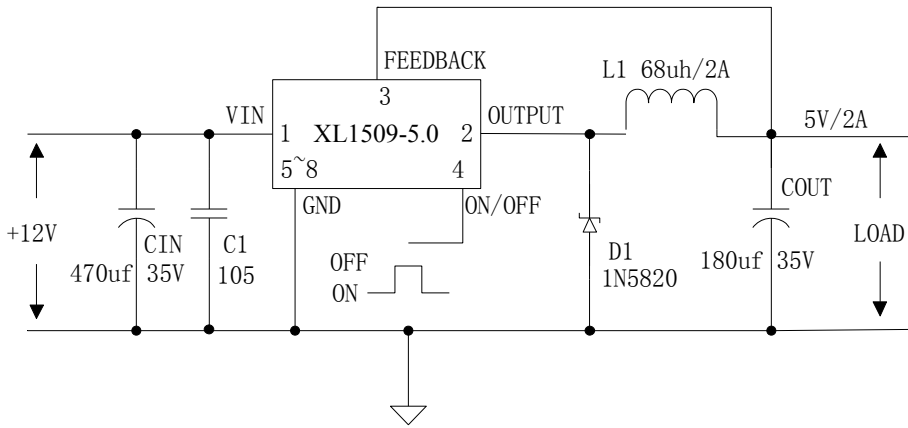 FEEDBACK
L1 68uh/2A
3
VIN
OUTPUT
5V/2A
1
XL1509-5.0
2
5~8
4
GND
ON/OFF
COUT
+12V
CIN
C1
OFF
D1
LOAD
470uf 35V
105
ON
1N5820
180uf 35V